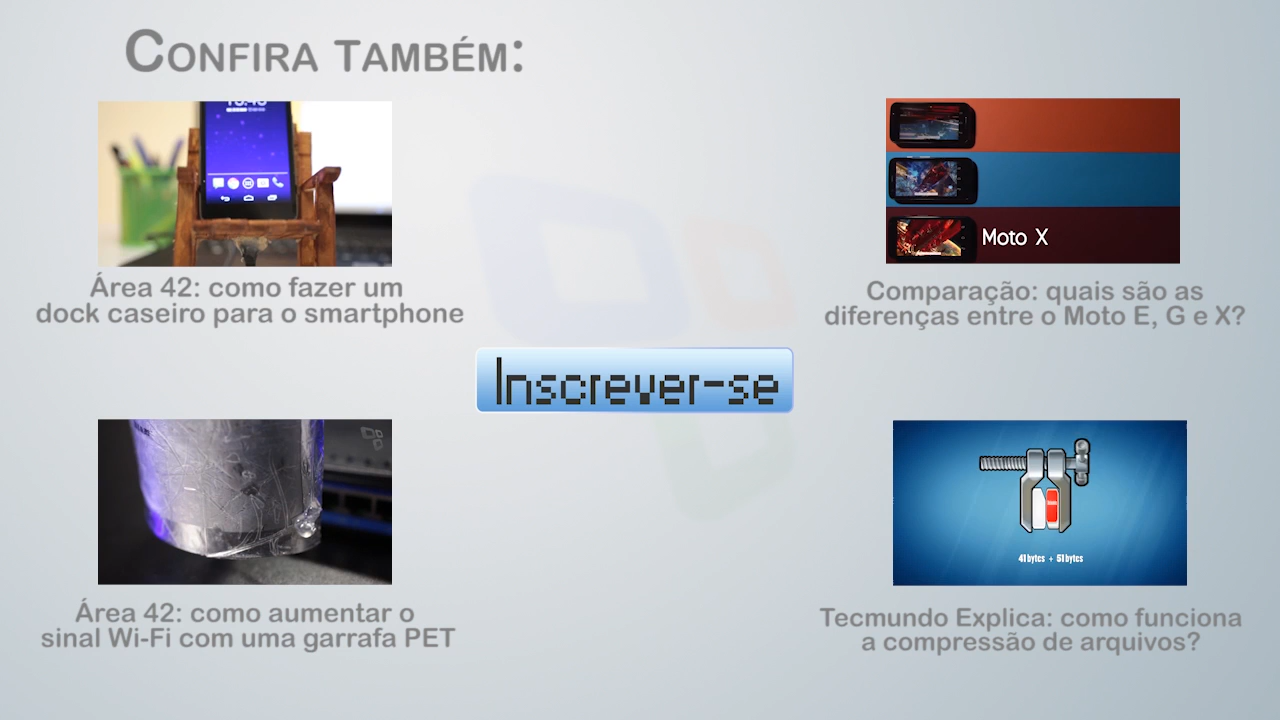 Confira Também:
Área 42: como fazer um
dock caseiro para o smartphone
Moto X
Comparação: quais são as
diferenças entre o Moto E, G e X?
Inscrever-se
41bytes + 51bytes
Área 42: como aumentar o
sinal Wi-Fi com uma garrafa PET
Tecmundo Explica: como funciona
a compressão de arquivos?